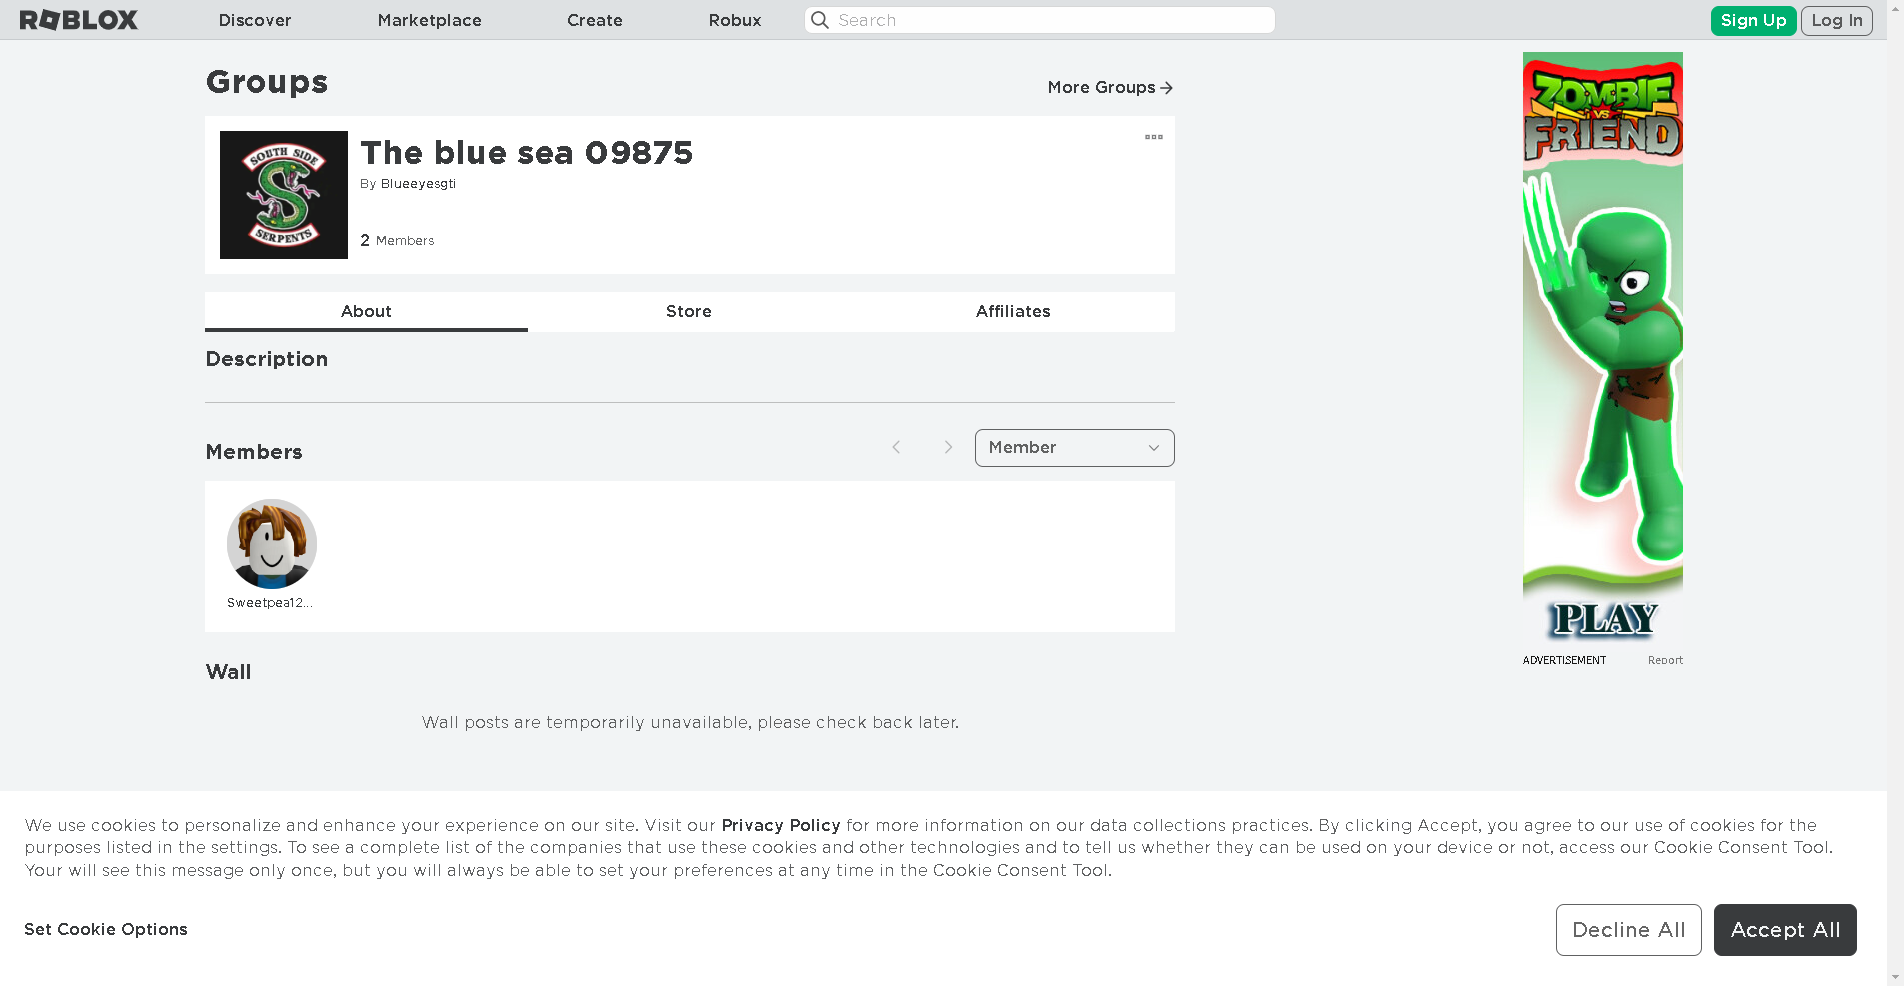 ROBLOX Discover Marketplace Create Robux Search Sign Up Log In
Groups
More Groups
SOUTH SIDE
SERPENTS
The blue sea 09875
By Blueeyesgti
2 Members
About Store Affiliates
Description
Members
Member
Sweetpea12...
Wall
Wall posts are temporarily unavailable, please check back later.
ZOMBIE
VS
FRIEND
PLAY
ADVERTISEMENT Report
We use cookies to personalize and enhance your experience on our site. Visit our Privacy Policy for more information on our data collections practices. By clicking Accept, you agree to our use of cookies for the
purposes listed in the settings. To see a complete list of the companies that use these cookies and other technologies and to tell us whether they can be used on your device or not, access our Cookie Consent Tool.
Your will see this message only once, but you will always be able to set your preferences at any time in the Cookie Consent Tool.
Set Cookie Options
Decline All Accept All